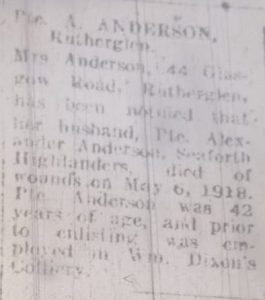 Pte. A. ANDERSON,
Rutherglen.
Mrs Anderson, 44 Glas-
gow Road, Rutherglen,
has been notified that
her husband, Pte. Alex-
ander Anderson, Seaforth
Highlanders, died of
wounds on May 6, 1918.
Pte. Anderson was 42
years of age, and prior
to enlisting was em-
ployed in Wm. Dixon's
Colliery.